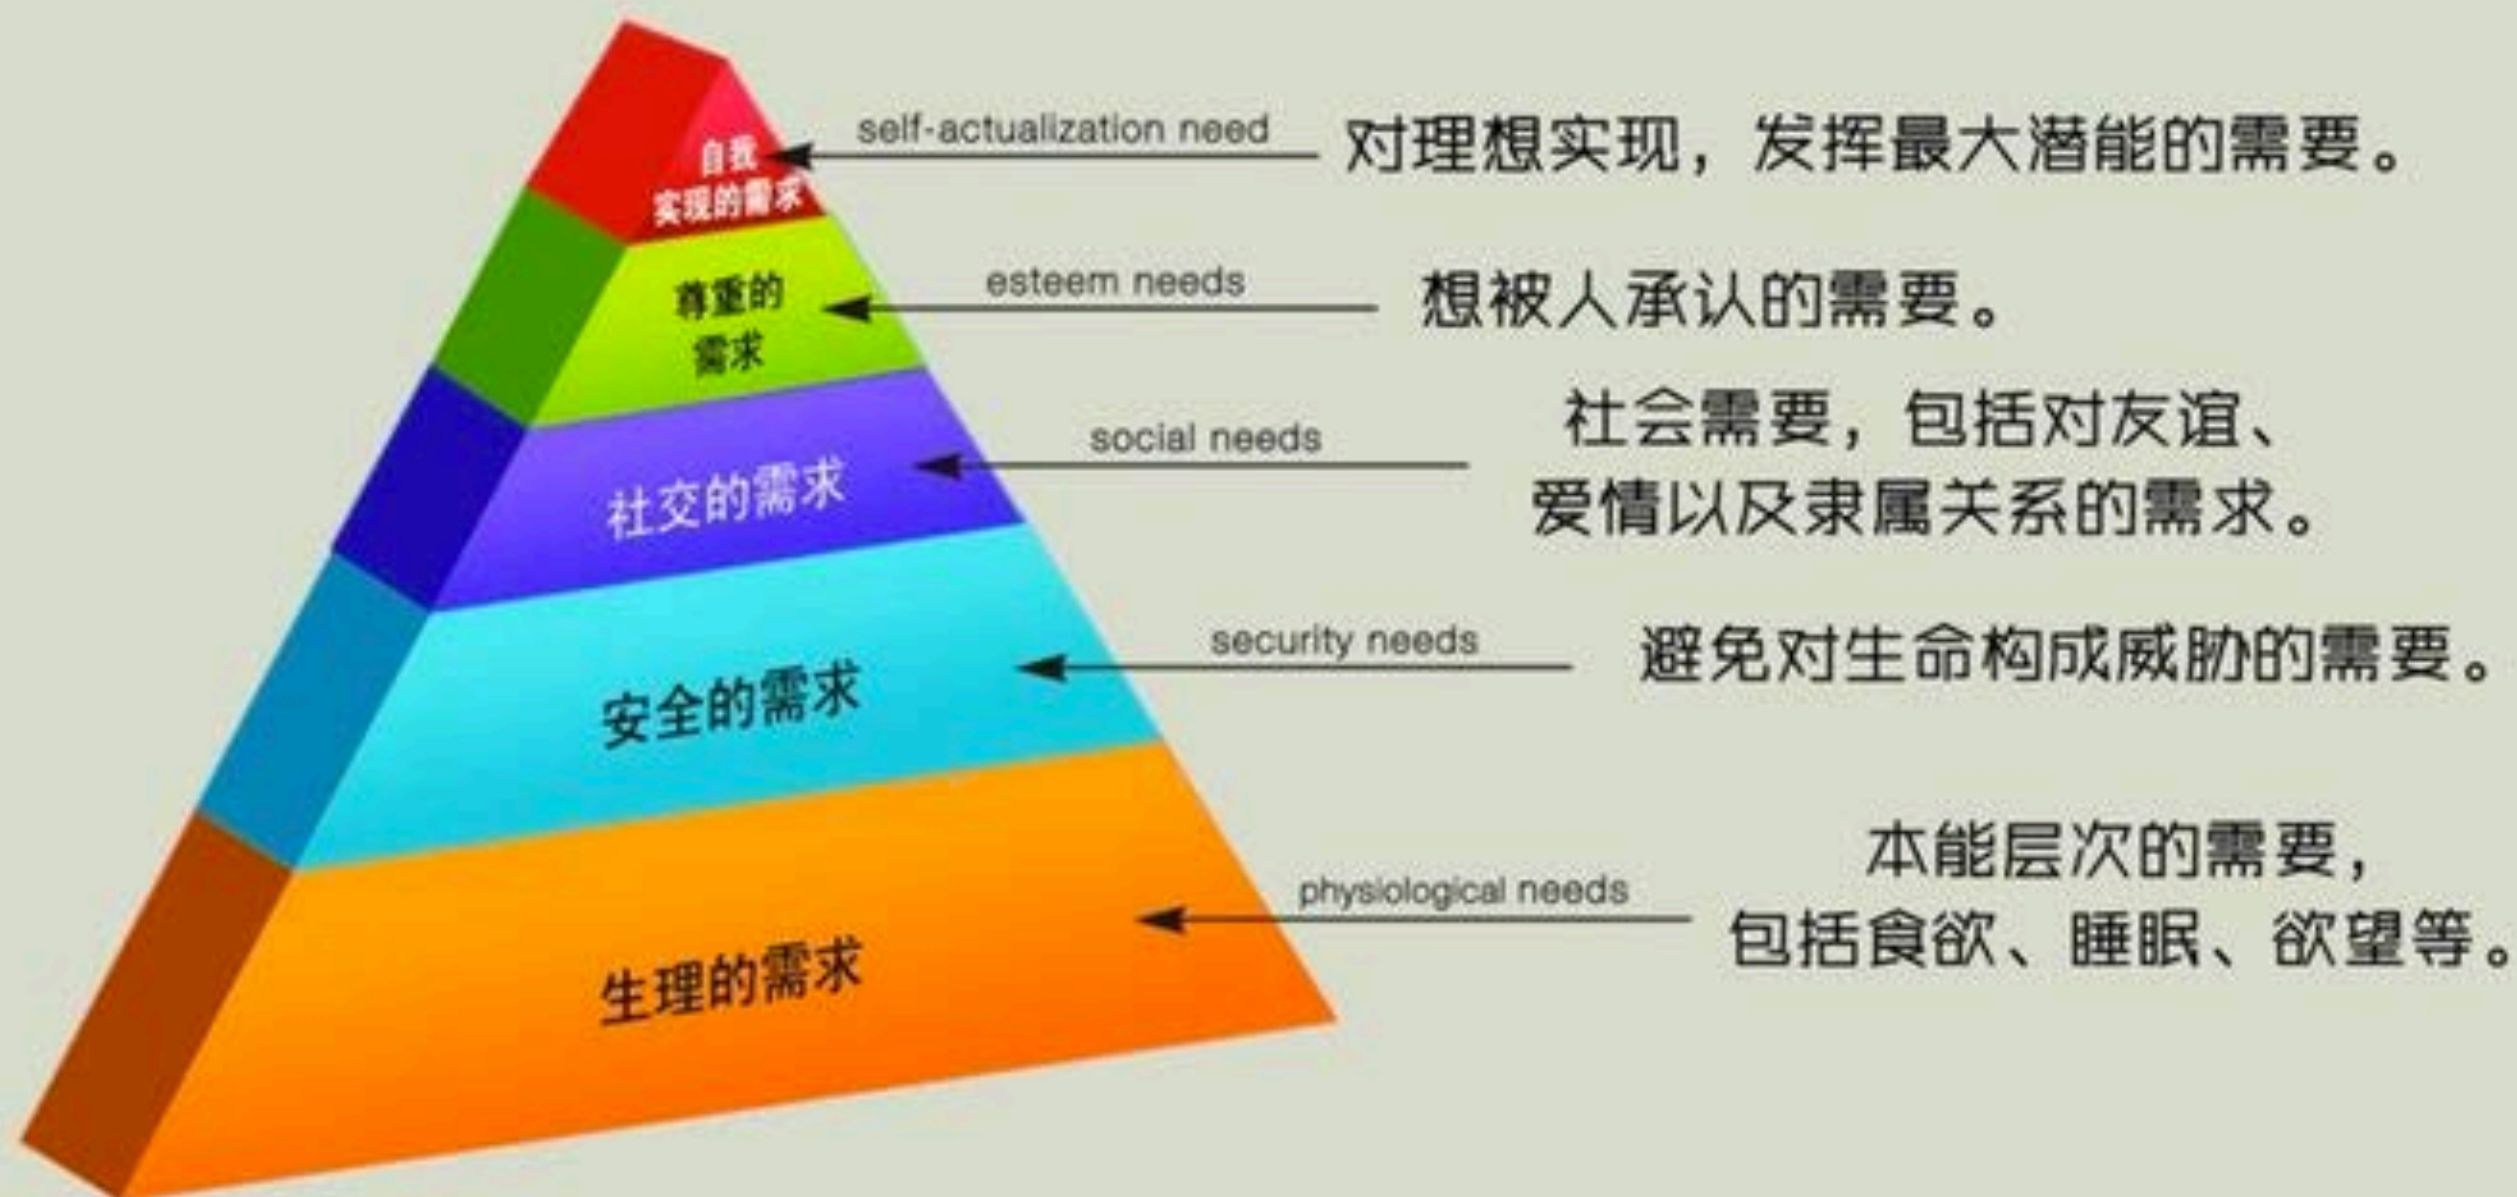 自我
实现的需求
self-actualization need
对理想实现，发挥最大潜能的需要。
尊重的
需求
esteem needs
想被人承认的需要。
社交的需求
social needs
社会需要，包括对友谊、
爱情以及隶属关系的需求。
安全的需求
security needs
避免对生命构成威胁的需要。
生理的需求
physiological needs
本能层次的需要，
包括食欲、睡眠、欲望等。